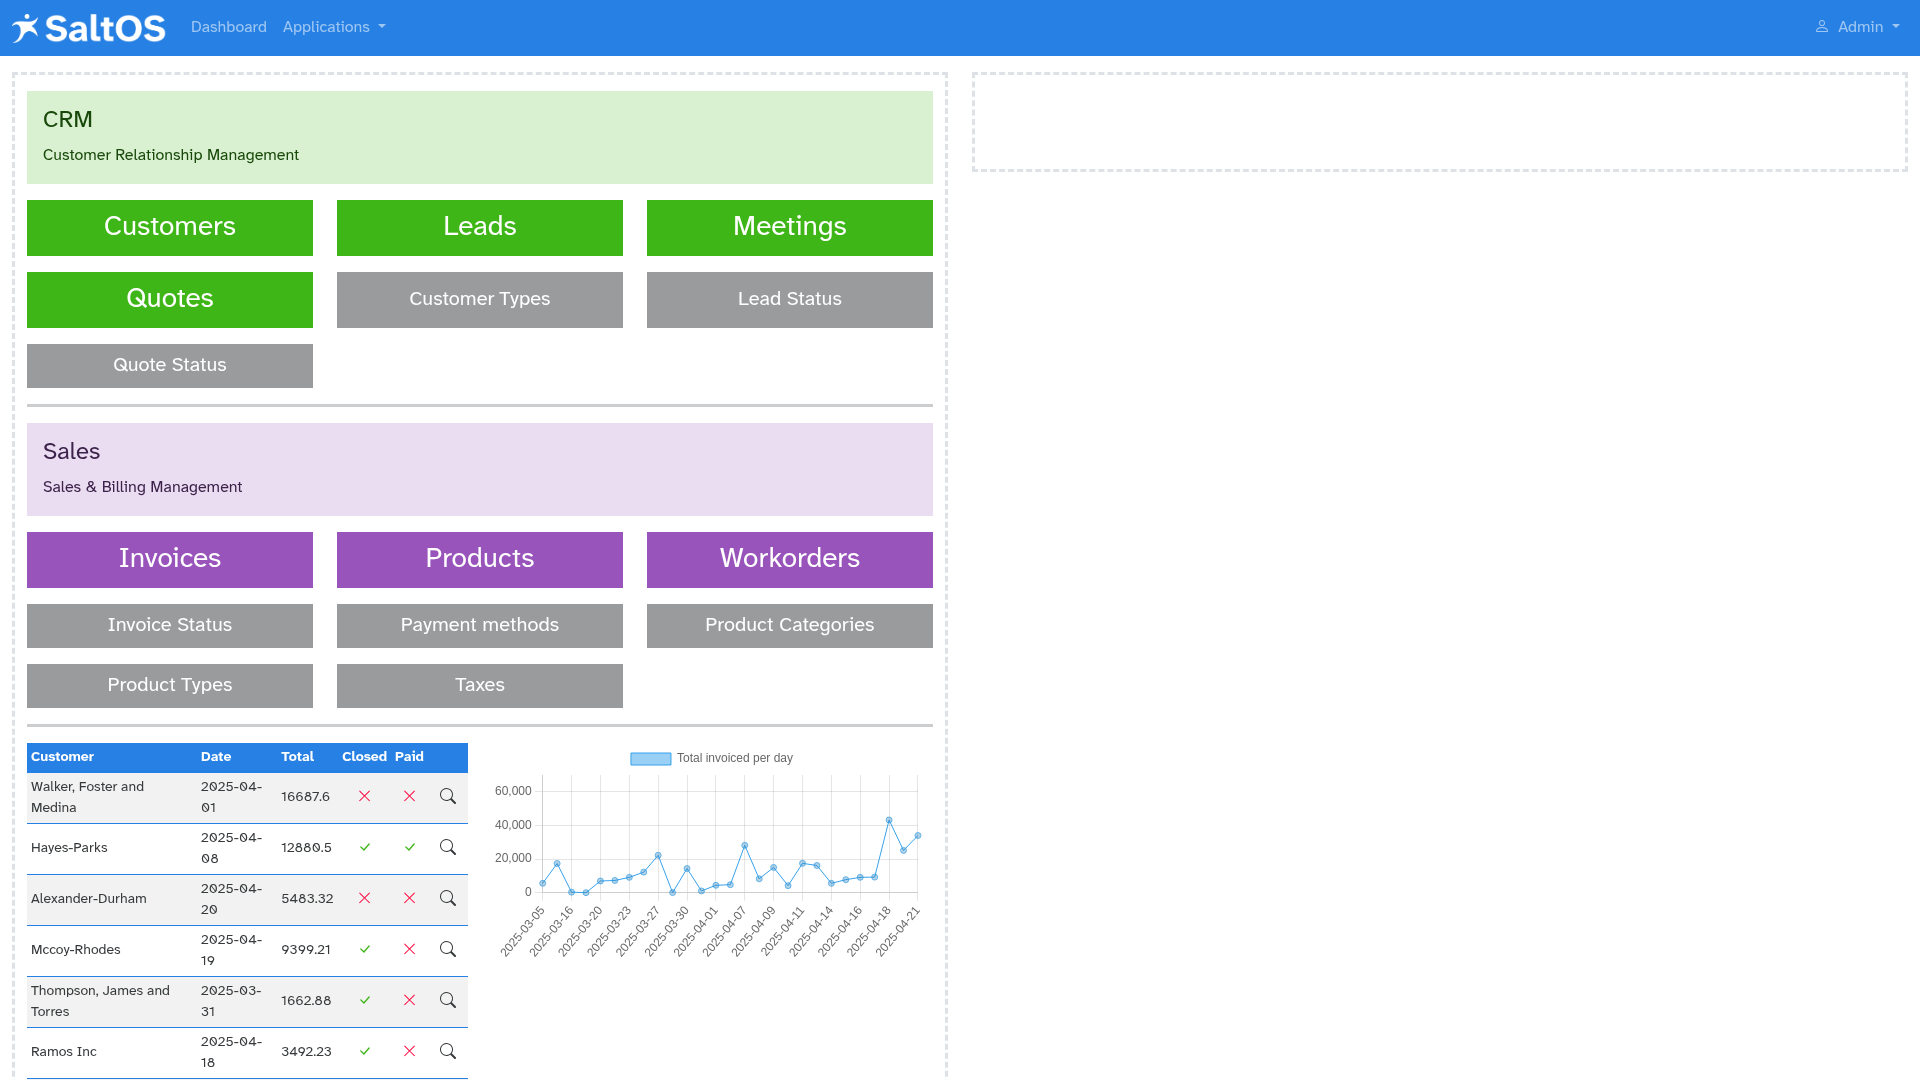 SaltOS
Dashboard
Applications
Admin
CRM
Customer Relationship Management
Customers
Leads
Meetings
Quotes
Customer Types
Lead Status
Quote Status
Sales
Sales & Billing Management
Invoices
Products
Workorders
Invoice Status
Payment methods
Product Categories
Product Types
Taxes
Customer Date Total Closed Paid
Walker, Foster and
Medina
2025-04-
01
16687.6
Hayes-Parks
2025-04-
08
12880.5
Alexander-Durham
2025-04-
20
5483.32
Mccoy-Rhodes
2025-04-
19
9399.21
Thompson, James and
Torres
2025-03-
31
1662.88
Ramos Inc
2025-04-
18
3492.23
Total invoiced per day
60,000
40,000
20,000
0
2025-03-05
2025-03-16
2025-03-20
2025-03-23
2025-03-27
2025-03-30
2025-04-01
2025-04-07
2025-04-09
2025-04-11
2025-04-14
2025-04-16
2025-04-18
2025-04-21